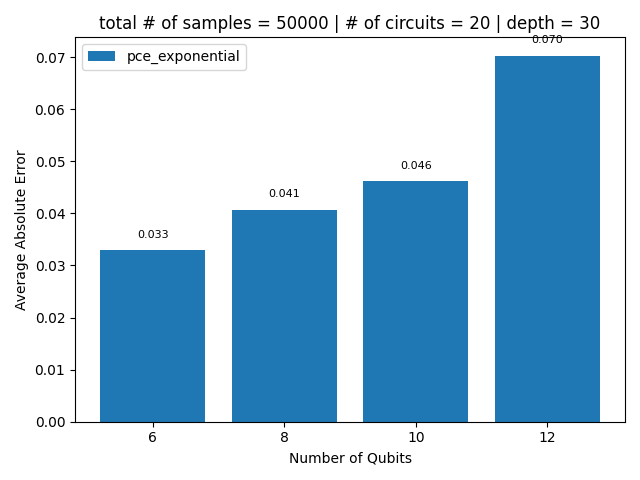 total # of samples = 50000 | # of circuits = 20 | depth = 30
pce_exponential
0.07
0.06
0.05
0.04
0.03
0.02
0.01
0.00
Average Absolute Error
0.033
0.041
0.046
0.070
6 8 10 12
Number of Qubits